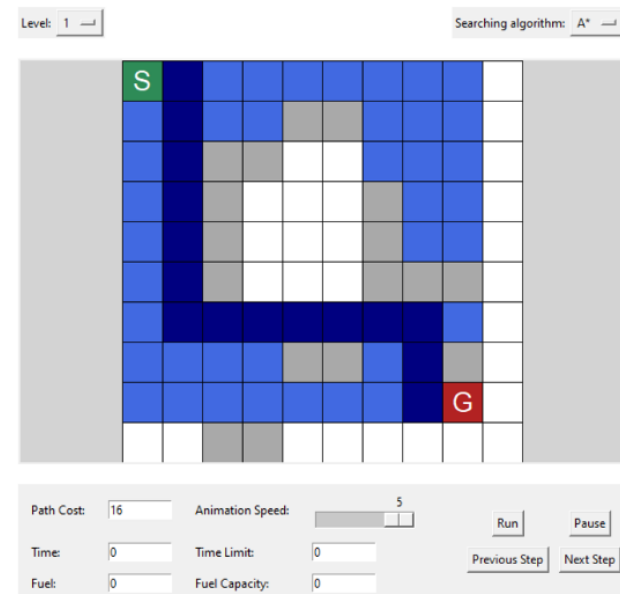 Level: 1 Searching algorithm: A*
S
G
Path Cost: 16 Animation Speed: 5
Run Pause
Time: 0 Time Limit: 0 Previous Step Next Step
Fuel: 0 Fuel Capacity: 0